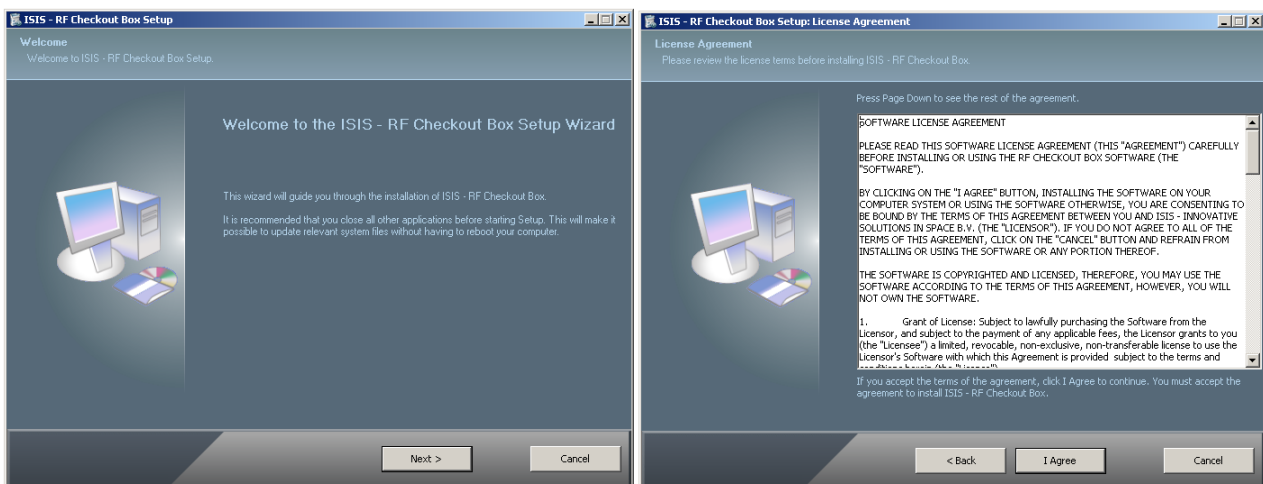 ISIS - RF Checkout Box Setup
Welcome
Welcome to ISIS - RF Checkout Box Setup.
Welcome to the ISIS - RF Checkout Box Setup Wizard
This wizard will guide you through the installation of ISIS - RF Checkout Box.
It is recommended that you close all other applications before starting Setup. This will make it
possible to update relevant system files without having to reboot your computer.
Next >
Cancel
ISIS - RF Checkout Box Setup: License Agreement
License Agreement
Please review the license terms before installing ISIS - RF Checkout Box.
Press Page Down to see the rest of the agreement.
SOFTWARE LICENSE AGREEMENT
PLEASE READ THIS SOFTWARE LICENSE AGREEMENT (THIS "AGREEMENT") CAREFULLY
BEFORE INSTALLING OR USING THE RF CHECKOUT BOX SOFTWARE (THE
"SOFTWARE").
BY CLICKING ON THE "I AGREE" BUTTON, INSTALLING THE SOFTWARE ON YOUR
COMPUTER SYSTEM OR USING THE SOFTWARE OTHERWISE, YOU ARE CONSENTING TO
BE BOUND BY THE TERMS OF THIS AGREEMENT BETWEEN YOU AND ISIS - INNOVATIVE
SOLUTIONS IN SPACE B.V. (THE "LICENSOR"). IF YOU DO NOT AGREE TO ALL OF THE
TERMS OF THIS AGREEMENT, CLICK ON THE "CANCEL" BUTTON AND REFRAIN FROM
INSTALLING OR USING THE SOFTWARE OR ANY PORTION THEREOF.
THE SOFTWARE IS COPYRIGHTED AND LICENSED, THEREFORE, YOU MAY USE THE
SOFTWARE ACCORDING TO THE TERMS OF THIS AGREEMENT, HOWEVER, YOU WILL
NOT OWN THE SOFTWARE.
1. Grant of License: Subject to lawfully purchasing the Software from the
Licensor, and subject to the payment of any applicable fees, the Licensor grants to you
(the "Licensee") a limited, revocable, non-exclusive, non-transferable license to use the
Licensor's Software with which this Agreement is provided subject to the terms and
conditions herein (the "License")
If you accept the terms of the agreement, click I Agree to continue. You must accept the
agreement to install ISIS - RF Checkout Box.
< Back
I Agree
Cancel